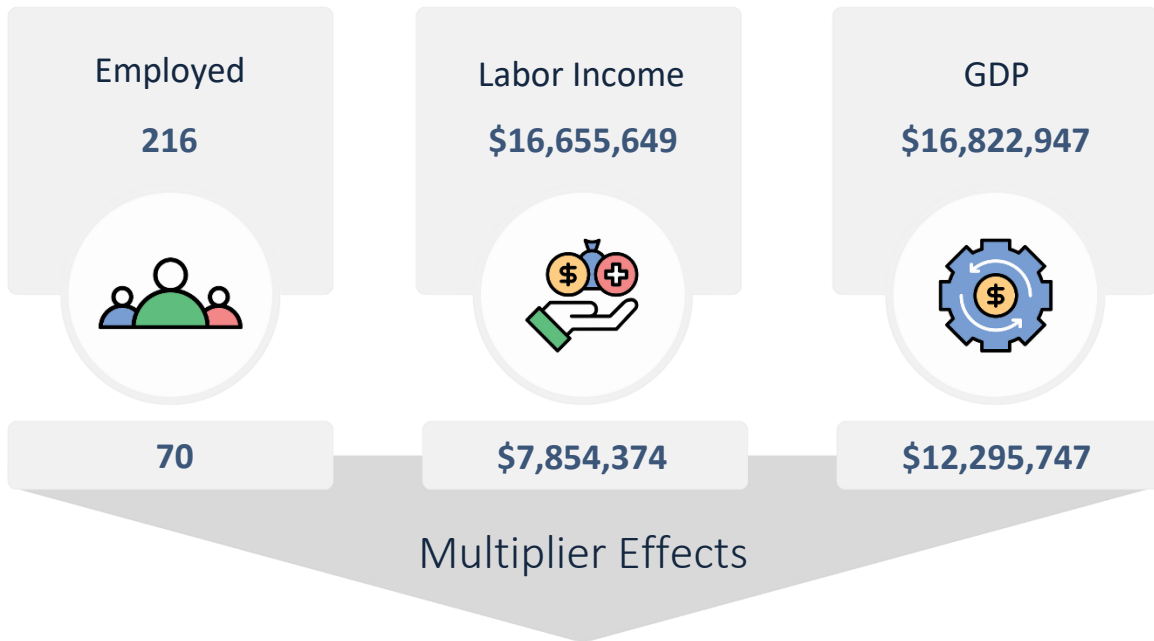 Employed
216
Labor Income
$16,655,649
GDP
$16,822,947
$
$
70
$7,854,374
$12,295,747
Multiplier Effects